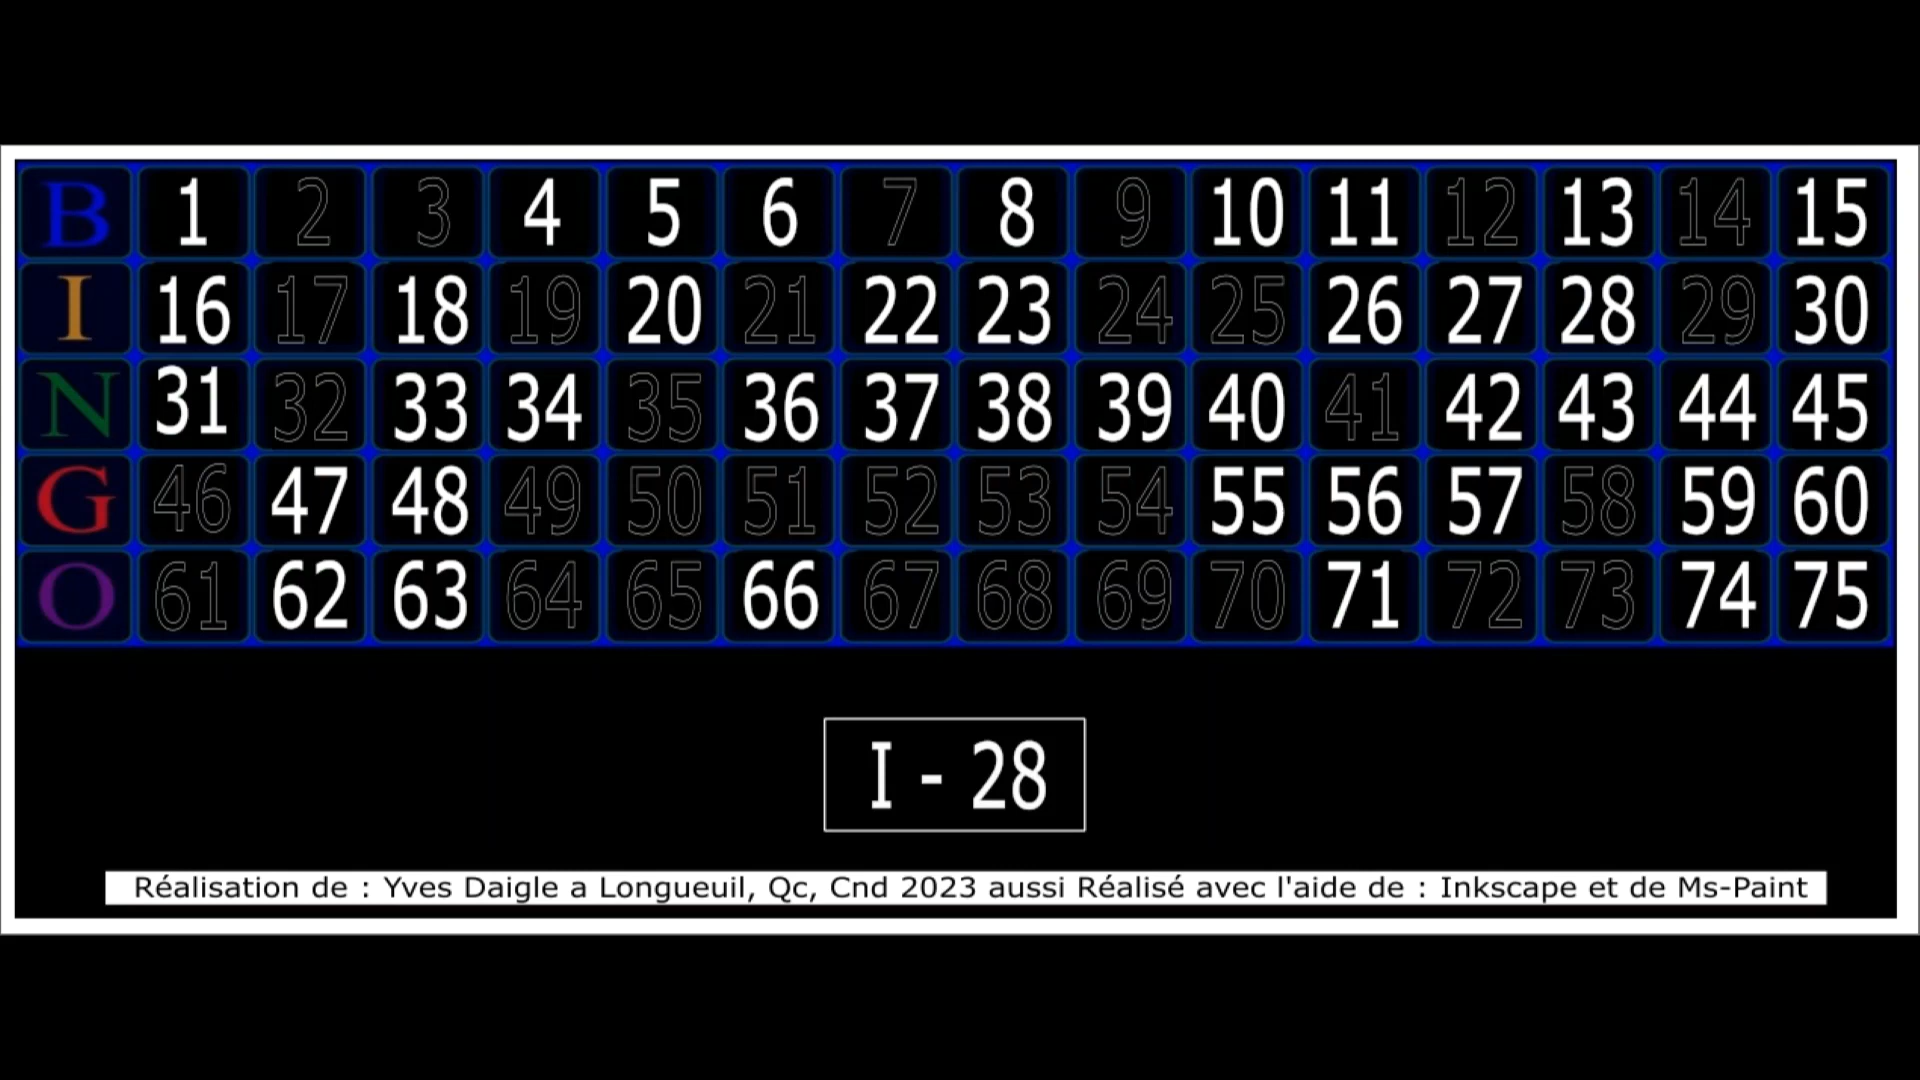 B 1 2 3 4 5 6 7 8 9 10 11 12 13 14 15
I 16 17 18 19 20 21 22 23 24 25 26 27 28 29 30
N 31 32 33 34 35 36 37 38 39 40 41 42 43 44 45
G 46 47 48 49 50 51 52 53 54 55 56 57 58 59 60
O 61 62 63 64 65 66 67 68 69 70 71 72 73 74 75
I - 28
Réalisation de : Yves Daigle a Longueuil, Qc, Cnd 2023 aussi Réalisé avec l'aide de : Inkscape et de Ms-Paint